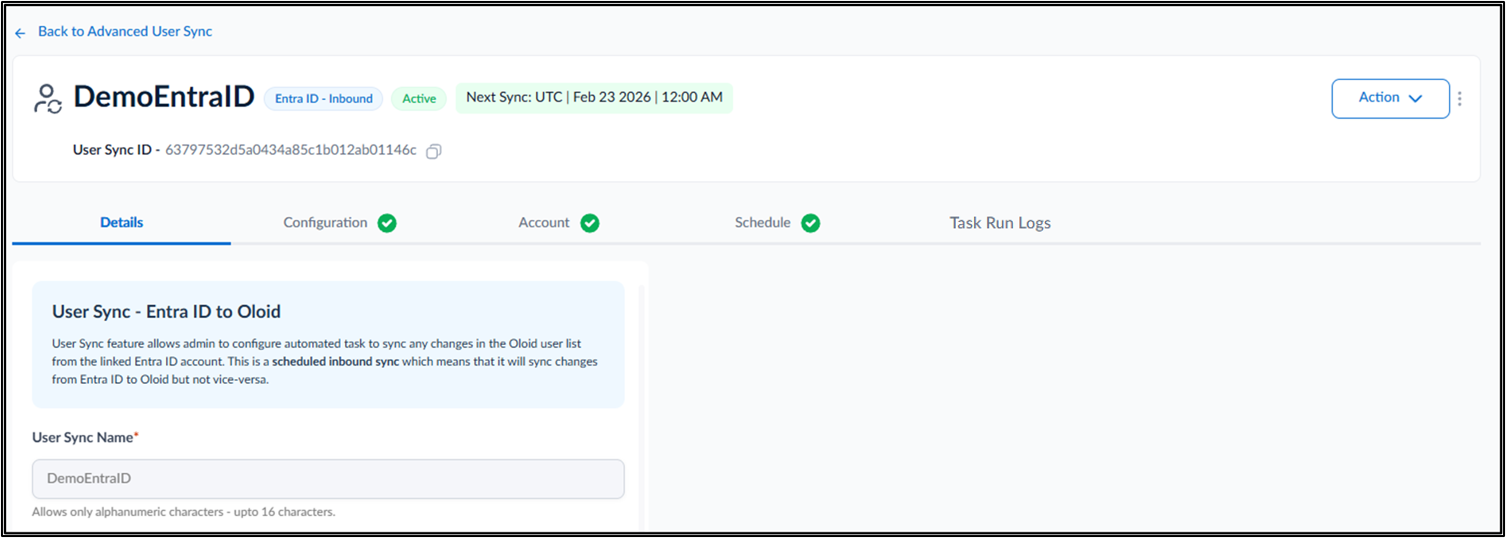 Back to Advanced User Sync
DemoEntraID Entra ID - Inbound Active Next Sync: UTC | Feb 23 2026 | 12:00 AM Action
User Sync ID - 63797532d5a0434a85c1b012ab01146c
Details Configuration Account Schedule Task Run Logs
User Sync - Entra ID to Oloid
User Sync feature allows admin to configure automated task to sync any changes in the Oloid user list
from the linked Entra ID account. This is a scheduled inbound sync which means that it will sync changes
from Entra ID to Oloid but not vice-versa.
User Sync Name*
DemoEntraID
Allows only alphanumeric characters - upto 16 characters.